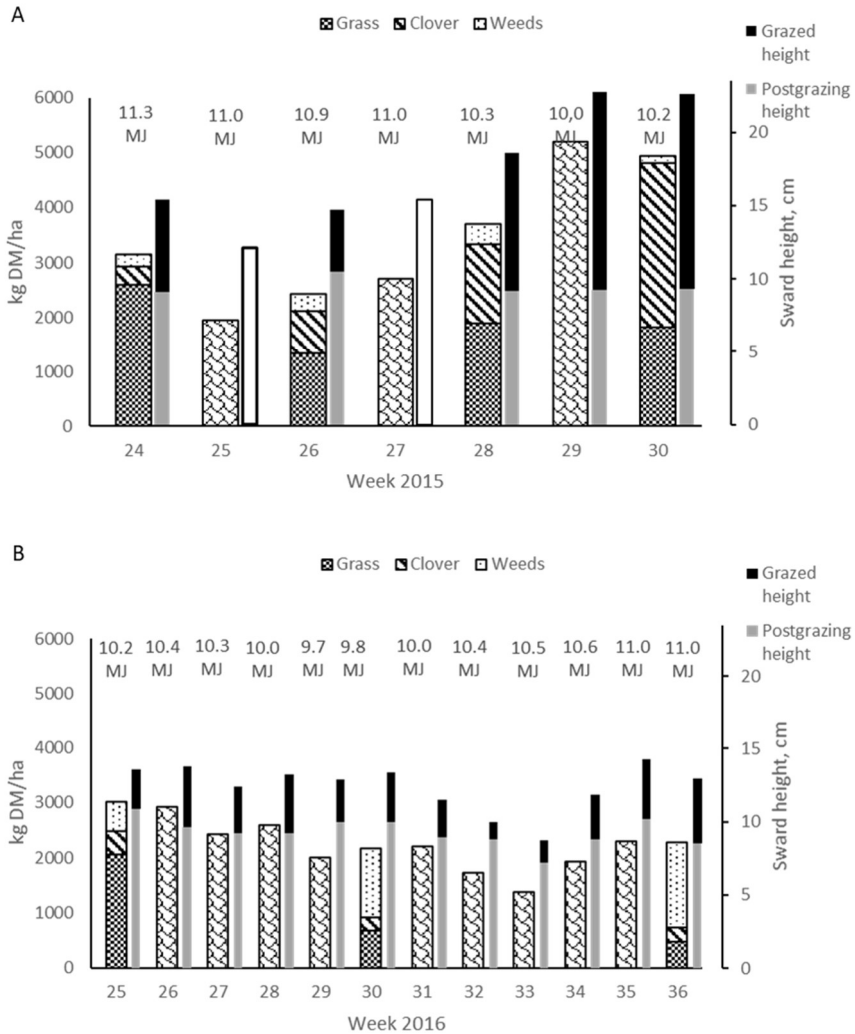 A
Grass Clover Weeds
Grazed
height
Postgrazing
height
6000
5000
4000
3000
2000
1000
0
kg DM/ha
11.3
MJ
11.0
MJ
10.9
MJ
11.0
MJ
10.3
MJ
10,0
MJ
10.2
MJ
20
15
10
5
0
Sward height, cm
24 25 26 27 28 29 30
Week 2015
B
Grass Clover Weeds
Grazed
height
Postgrazing
height
6000
5000
4000
3000
2000
1000
0
kg DM/ha
10.2
MJ
10.4
MJ
10.3
MJ
10.0
MJ
9.7
MJ
9.8
MJ
10.0
MJ
10.4
MJ
10.5
MJ
10.6
MJ
11.0
MJ
11.0
MJ
20
15
10
5
0
Sward height, cm
25 26 27 28 29 30 31 32 33 34 35 36
Week 2016